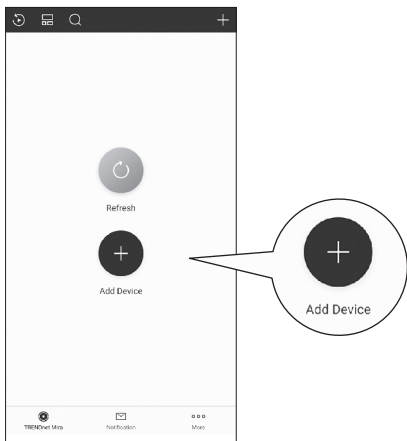 Refresh
Add Device
Add Device
TRENDnet Mira
Notification
More